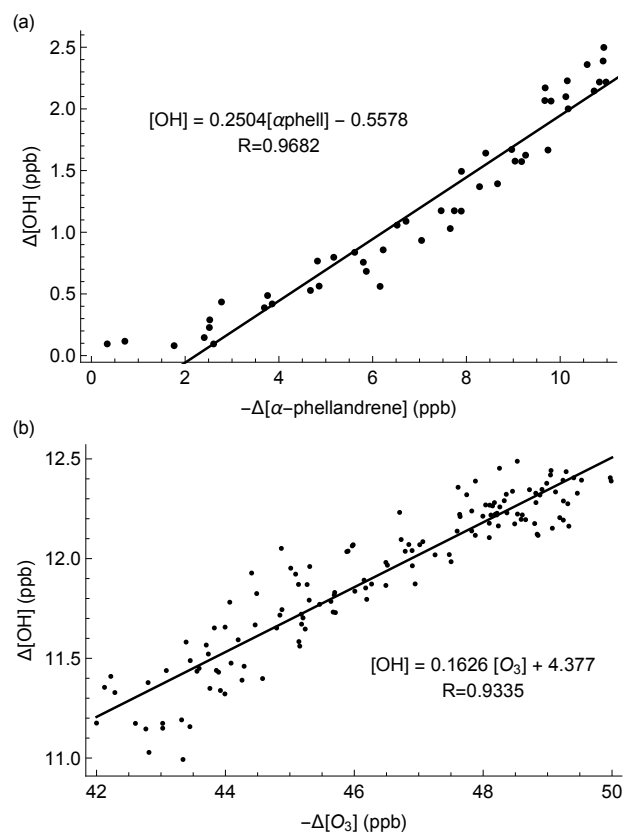 (a)
2.5
2.0
1.5
1.0
0.5
0.0
[OH] = 0.2504[αphell] − 0.5578
R=0.9682
Δ[OH] (ppb)
0 2 4 6 8 10
−Δ[α−phellandrene] (ppb)
(b)
12.5
12.0
11.5
11.0
Δ[OH] (ppb)
[OH] = 0.1626 [O₃] + 4.377
R=0.9335
42 44 46 48 50
−Δ[O₃] (ppb)